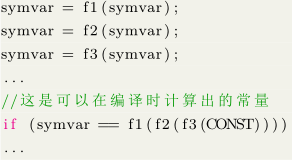 symvar = f1(symvar);
symvar = f2(symvar);
symvar = f3(symvar);
...
//这是可以在编译时计算出的常量
if (symvar == f1(f2(f3(CONST))))
...